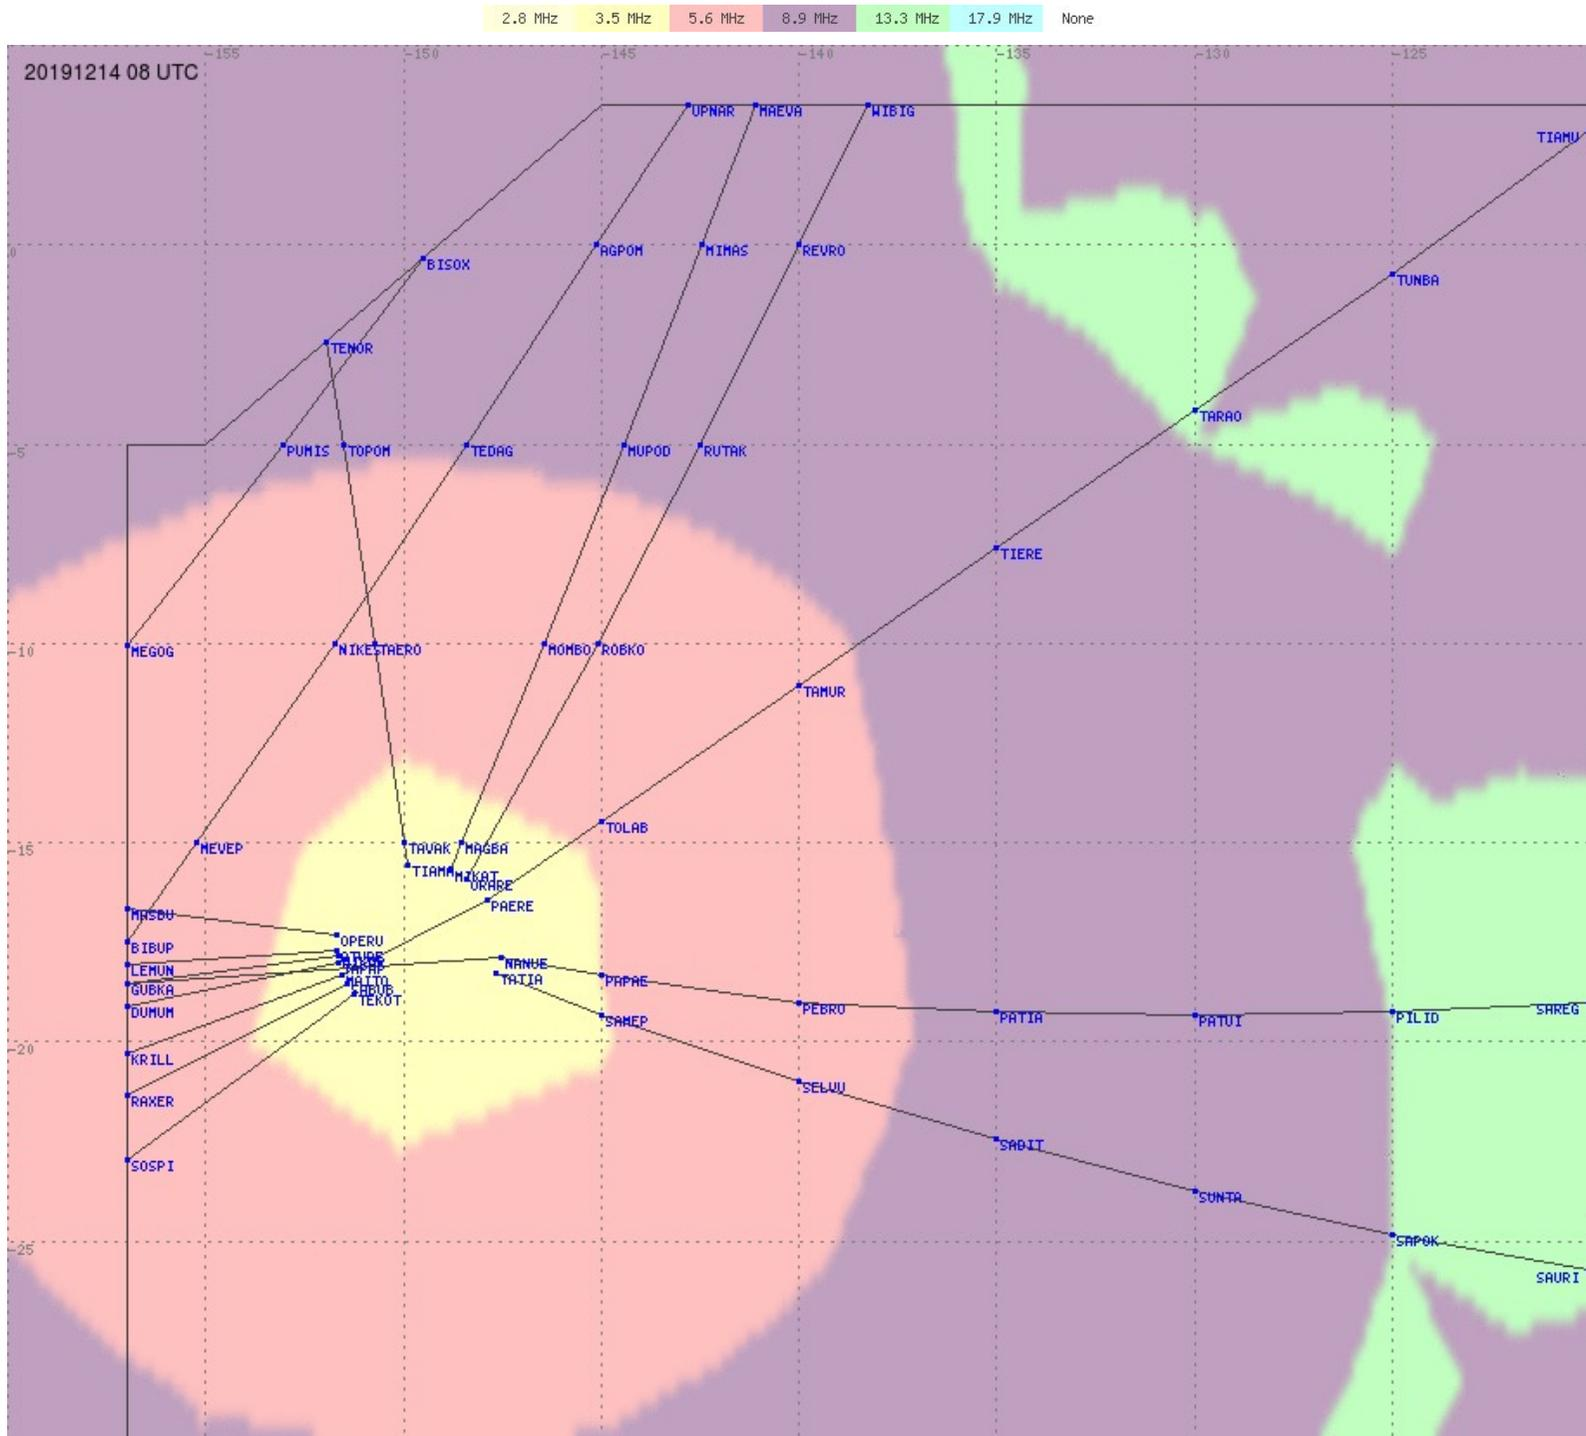 2.8 MHz 3.5 MHz 5.6 MHz 8.9 MHz 13.3 MHz 17.9 MHz None
-155 -150 -145 -140 -135 -130 -125
20191214 08 UTC
UPNAR MAEVA WIBIG
TIAMU
0 AGPOM MIMAS REVRO
BISOX
TUNBA
TENOR
TARAO
-5 PUMIS TOPOM TEDAG MUPOD RUTAK
TIERE
-10 MEGOG NIKES TAERO MOMBO ROBKO
TAMUR
TOLAB
-15 MEVEP TAVAK MAGBA
MIKAT
ORARE
PAERE
MASBU
OPERU
BIBUP
LEMUN NANUE
TATIA PAPAE
GUBKA
TEKOT
DUMUM PEBRO SAREG
SAMEP PATIA PATUI PILID
-20
KRILL
SELVU
RAXER
SADIT
SOSPI
SUNTA
-25 SAPOK
SAURI